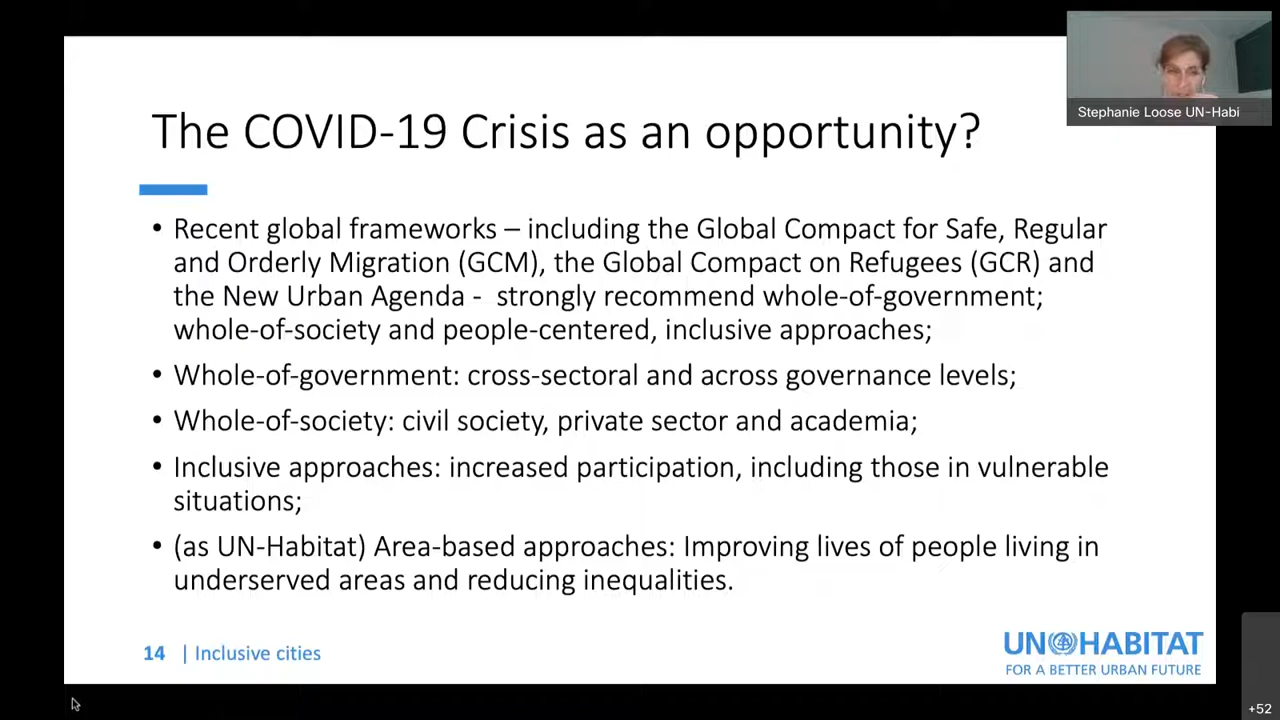 Stephanie Loose UN-Habi
The COVID-19 Crisis as an opportunity?
• Recent global frameworks – including the Global Compact for Safe, Regular
and Orderly Migration (GCM), the Global Compact on Refugees (GCR) and
the New Urban Agenda - strongly recommend whole-of-government;
whole-of-society and people-centered, inclusive approaches;
• Whole-of-government: cross-sectoral and across governance levels;
• Whole-of-society: civil society, private sector and academia;
• Inclusive approaches: increased participation, including those in vulnerable
situations;
• (as UN-Habitat) Area-based approaches: Improving lives of people living in
underserved areas and reducing inequalities.
14 | Inclusive cities
UN HABITAT
FOR A BETTER URBAN FUTURE
+52